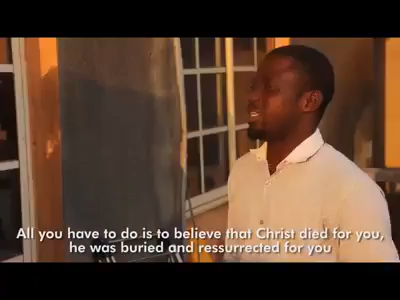 All you have to do is to believe that Christ died for you,
he was buried and ressurrected for you